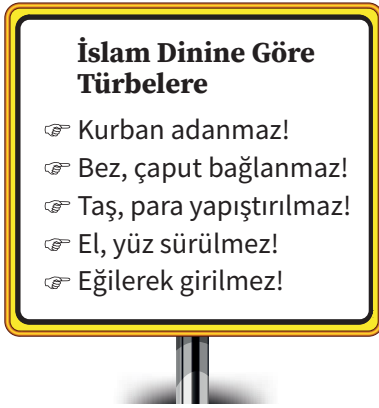 İslam Dinine Göre
Türbelere
☞ Kurban adanmaz!
☞ Bez, çaput bağlanmaz!
☞ Taş, para yapıştırılmaz!
☞ El, yüz sürülmez!
☞ Eğilerek girilmez!